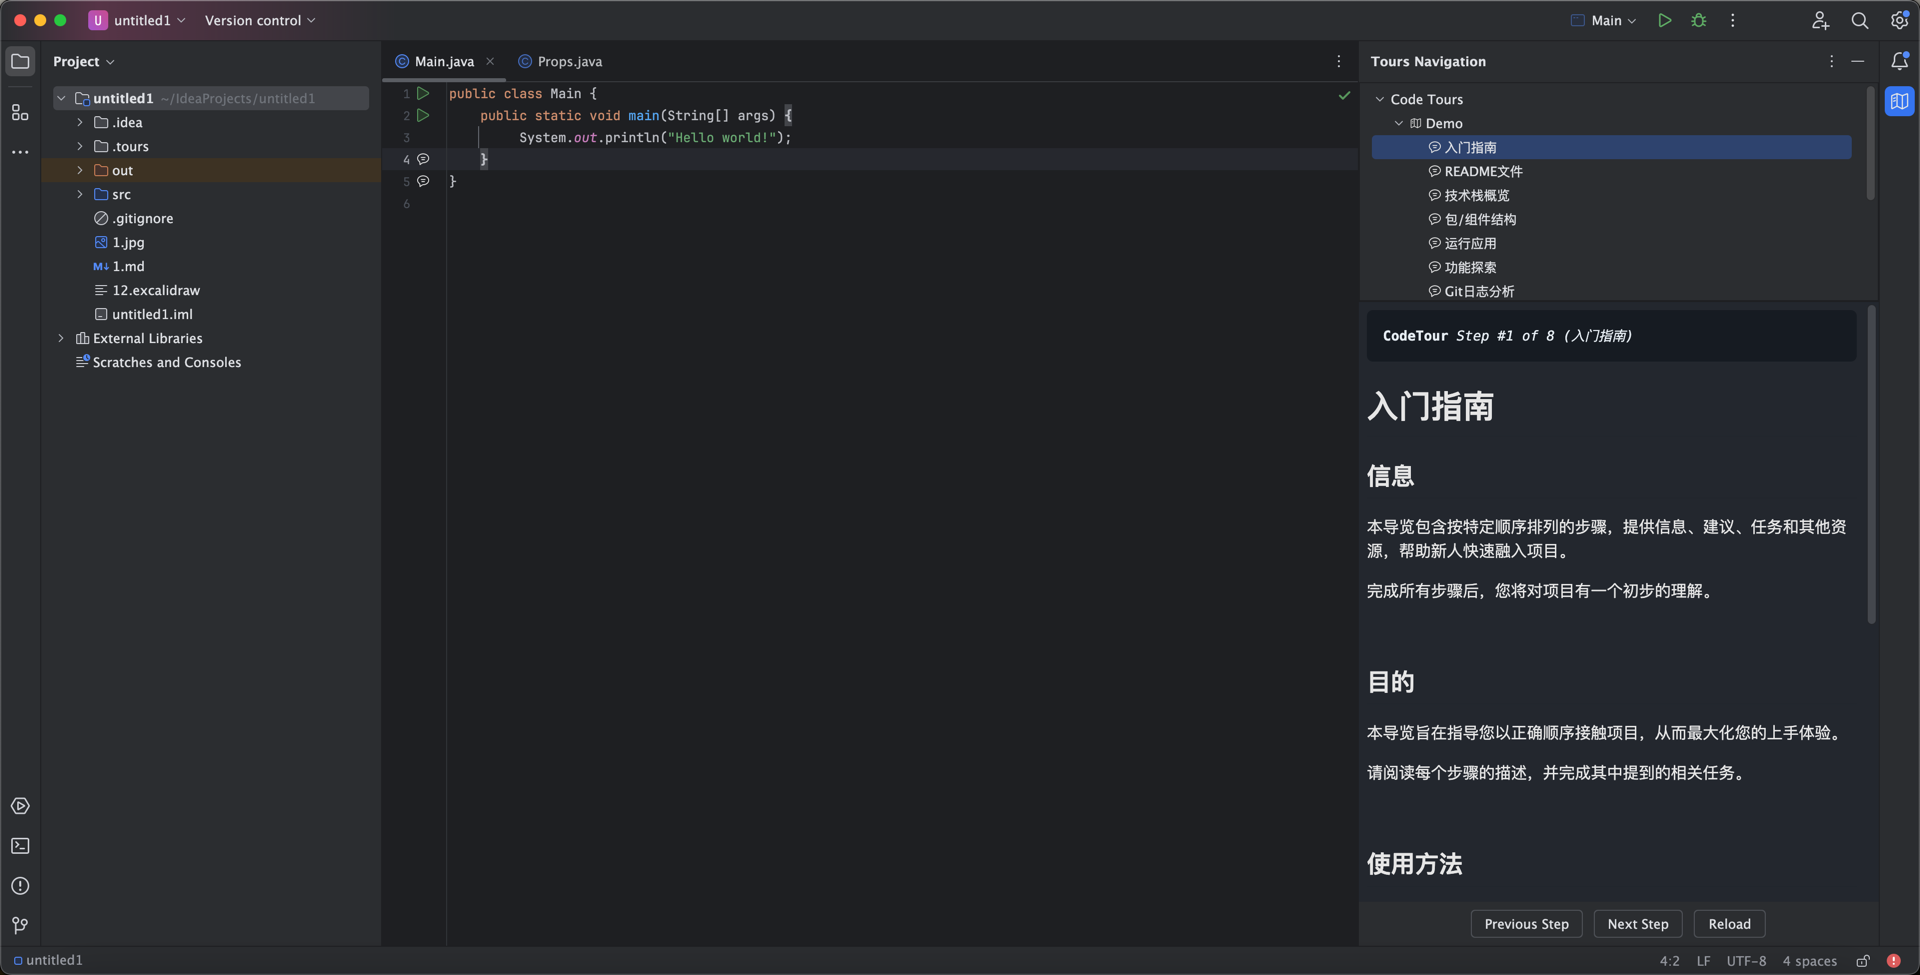 U untitled1 Version control Main
Project
untitled1 ~/IdeaProjects/untitled1
.idea
.tours
out
src
.gitignore
1.jpg
M↓ 1.md
12.excalidraw
untitled1.iml
External Libraries
Scratches and Consoles
Main.java Props.java
1 public class Main {
2 public static void main(String[] args) {
3 System.out.println("Hello world!");
4 }
5 }
6
Tours Navigation
Code Tours
Demo
入门指南
README文件
技术栈概览
包/组件结构
运行应用
功能探索
Git日志分析
CodeTour Step #1 of 8 (入门指南)
入门指南
信息
本导览包含按特定顺序排列的步骤，提供信息、建议、任务和其他资
源，帮助新人快速融入项目。
完成所有步骤后，您将对项目有一个初步的理解。
目的
本导览旨在指导您以正确顺序接触项目，从而最大化您的上手体验。
请阅读每个步骤的描述，并完成其中提到的相关任务。
使用方法
Previous Step Next Step Reload
untitled1 4:2 LF UTF-8 4 spaces